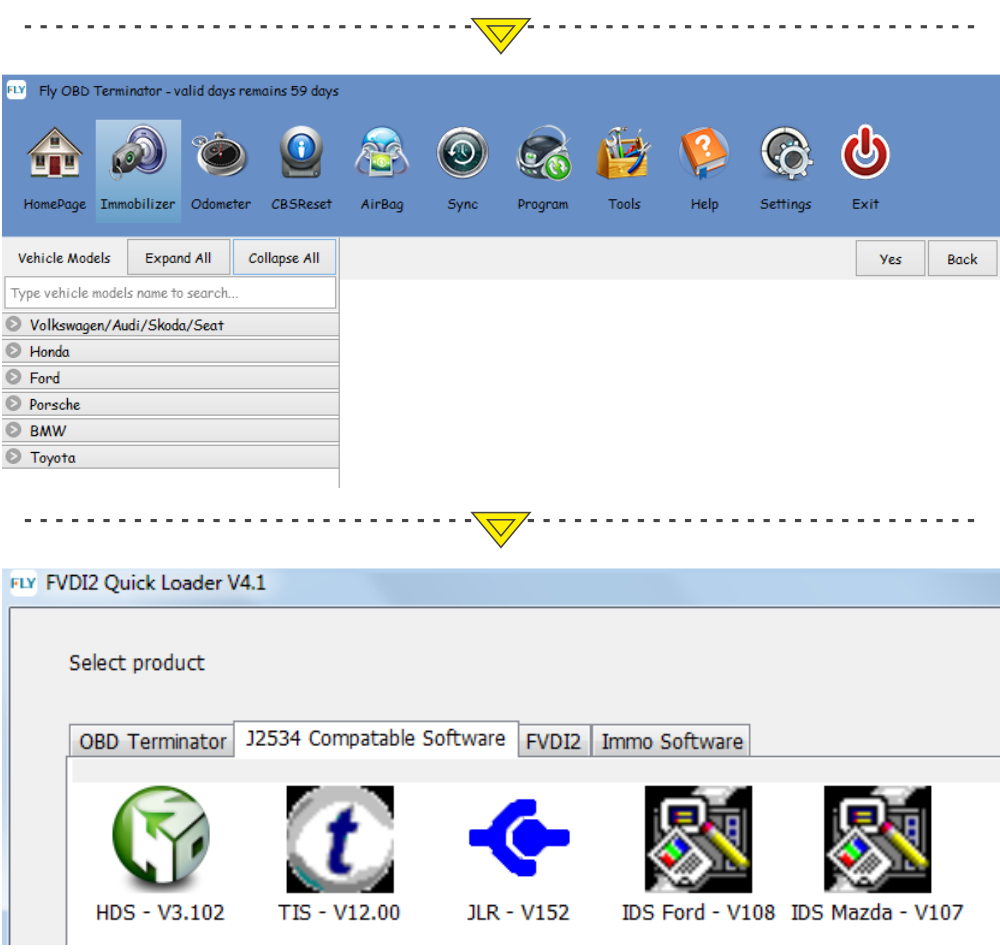 FLY Fly OBD Terminator - valid days remains 59 days
HomePage Immobilizer Odometer CBSReset AirBag Sync Program Tools Help Settings Exit
Vehicle Models Expand All Collapse All Yes Back
Type vehicle models name to search...
Volkswagen/Audi/Skoda/Seat
Honda
Ford
Porsche
BMW
Toyota
FLY FVDI2 Quick Loader V4.1
Select product
OBD Terminator J2534 Compatable Software FVDI2 Immo Software
HDS - V3.102 TIS - V12.00 JLR - V152 IDS Ford - V108 IDS Mazda - V107